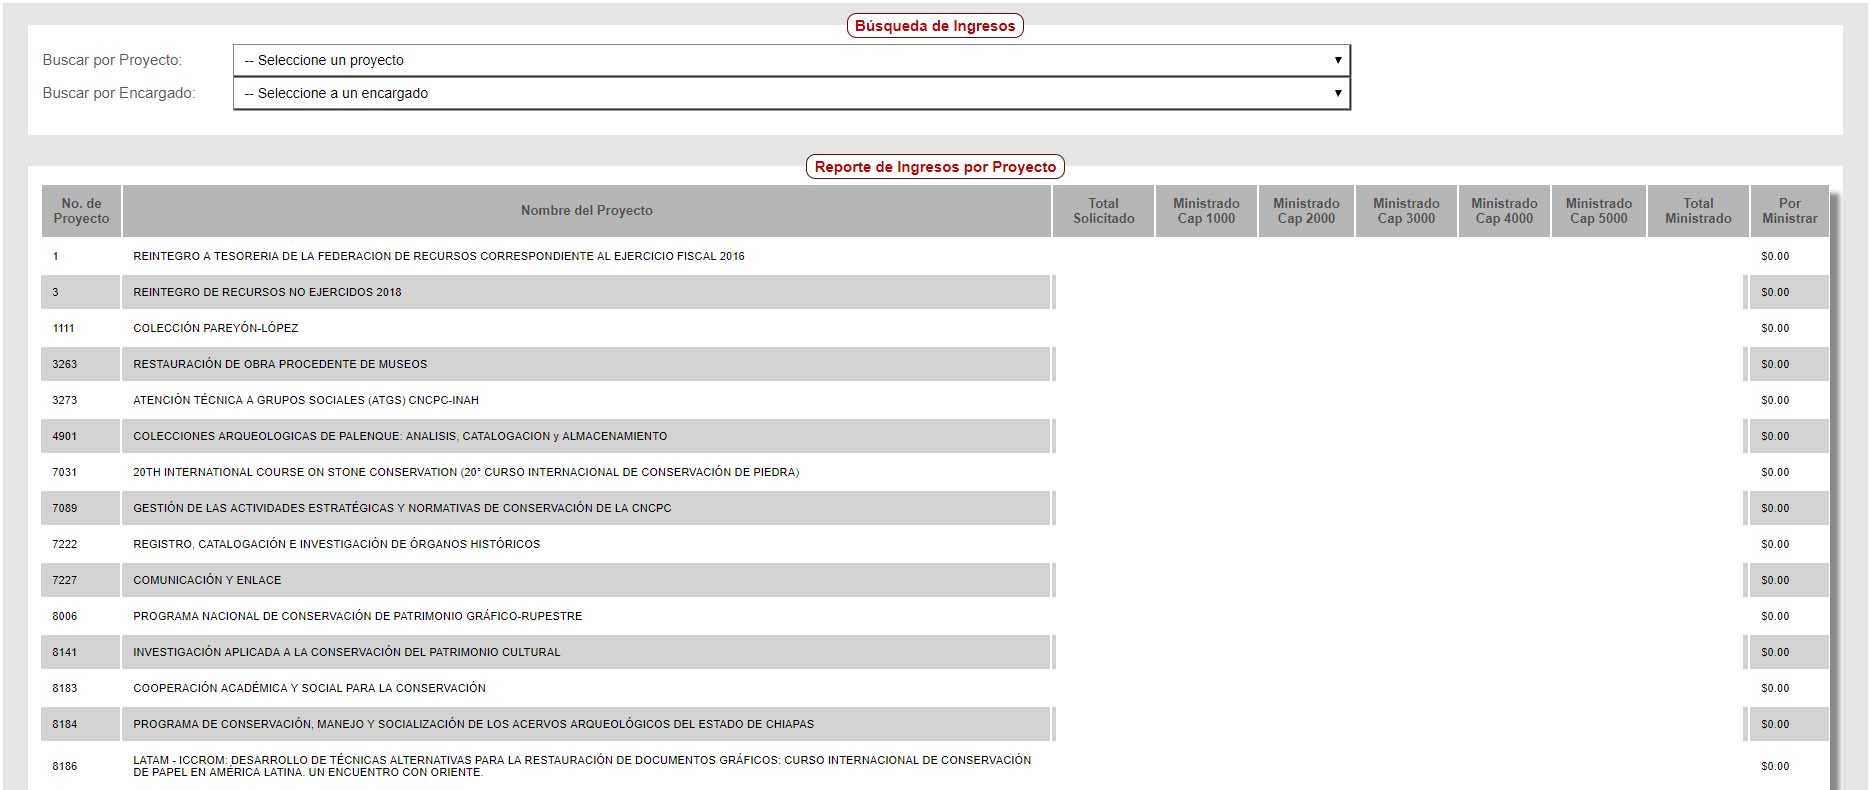 Búsqueda de Ingresos
Buscar por Proyecto: -- Seleccione un proyecto
Buscar por Encargado: -- Seleccione a un encargado
Reporte de Ingresos por Proyecto
No. de Proyecto Nombre del Proyecto Total Solicitado Ministrado Cap 1000 Ministrado Cap 2000 Ministrado Cap 3000 Ministrado Cap 4000 Ministrado Cap 5000 Total Ministrado Por Ministrar
1 REINTEGRO A TESORERIA DE LA FEDERACION DE RECURSOS CORRESPONDIENTE AL EJERCICIO FISCAL 2016 $0.00
3 REINTEGRO DE RECURSOS NO EJERCIDOS 2018 $0.00
1111 COLECCIÓN PAREYÓN-LÓPEZ $0.00
3263 RESTAURACIÓN DE OBRA PROCEDENTE DE MUSEOS $0.00
3273 ATENCIÓN TÉCNICA A GRUPOS SOCIALES (ATGS) CNCPC-INAH $0.00
4901 COLECCIONES ARQUEOLOGICAS DE PALENQUE: ANALISIS, CATALOGACION y ALMACENAMIENTO $0.00
7031 20TH INTERNATIONAL COURSE ON STONE CONSERVATION (20° CURSO INTERNACIONAL DE CONSERVACIÓN DE PIEDRA) $0.00
7089 GESTIÓN DE LAS ACTIVIDADES ESTRATÉGICAS Y NORMATIVAS DE CONSERVACIÓN DE LA CNCPC $0.00
7222 REGISTRO, CATALOGACIÓN E INVESTIGACIÓN DE ÓRGANOS HISTÓRICOS $0.00
7227 COMUNICACIÓN Y ENLACE $0.00
8006 PROGRAMA NACIONAL DE CONSERVACIÓN DE PATRIMONIO GRÁFICO-RUPESTRE $0.00
8141 INVESTIGACIÓN APLICADA A LA CONSERVACIÓN DEL PATRIMONIO CULTURAL $0.00
8183 COOPERACIÓN ACADÉMICA Y SOCIAL PARA LA CONSERVACIÓN $0.00
8184 PROGRAMA DE CONSERVACIÓN, MANEJO Y SOCIALIZACIÓN DE LOS ACERVOS ARQUEOLÓGICOS DEL ESTADO DE CHIAPAS $0.00
8186 LATAM - ICCROM: DESARROLLO DE TÉCNICAS ALTERNATIVAS PARA LA RESTAURACIÓN DE DOCUMENTOS GRÁFICOS: CURSO INTERNACIONAL DE CONSERVACIÓN
DE PAPEL EN AMÉRICA LATINA. UN ENCUENTRO CON ORIENTE. $0.00